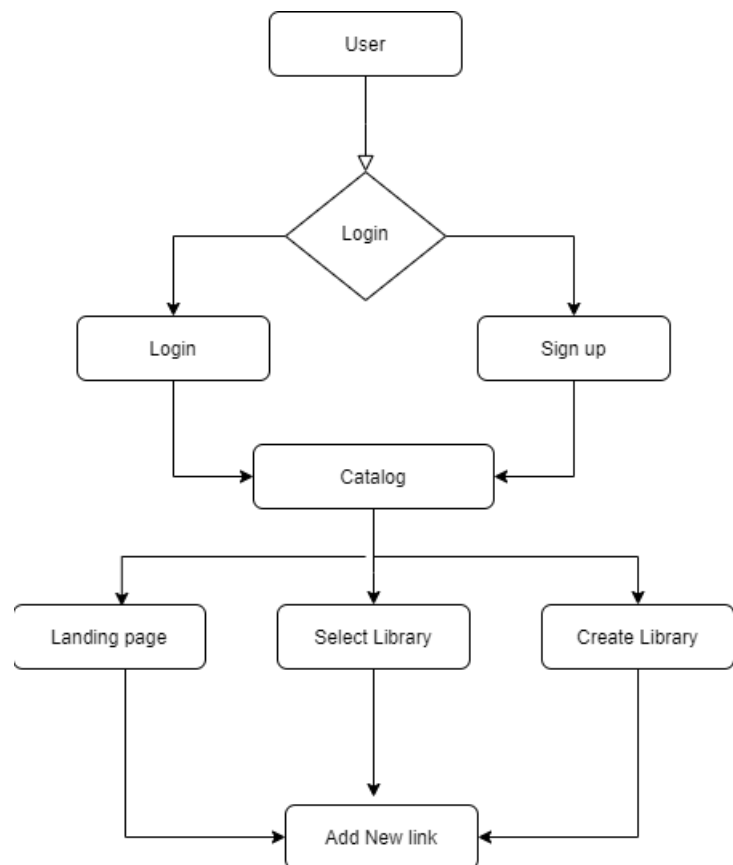 User
Login
Login
Sign up
Catalog
Landing page
Select Library
Create Library
Add New link